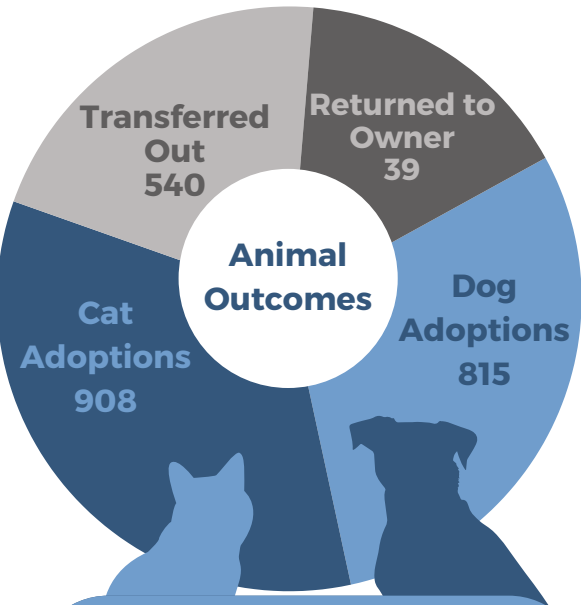 Transferred
Out
540
Returned to
Owner
39
Animal
Outcomes
Dog
Adoptions
815
Cat
Adoptions
908